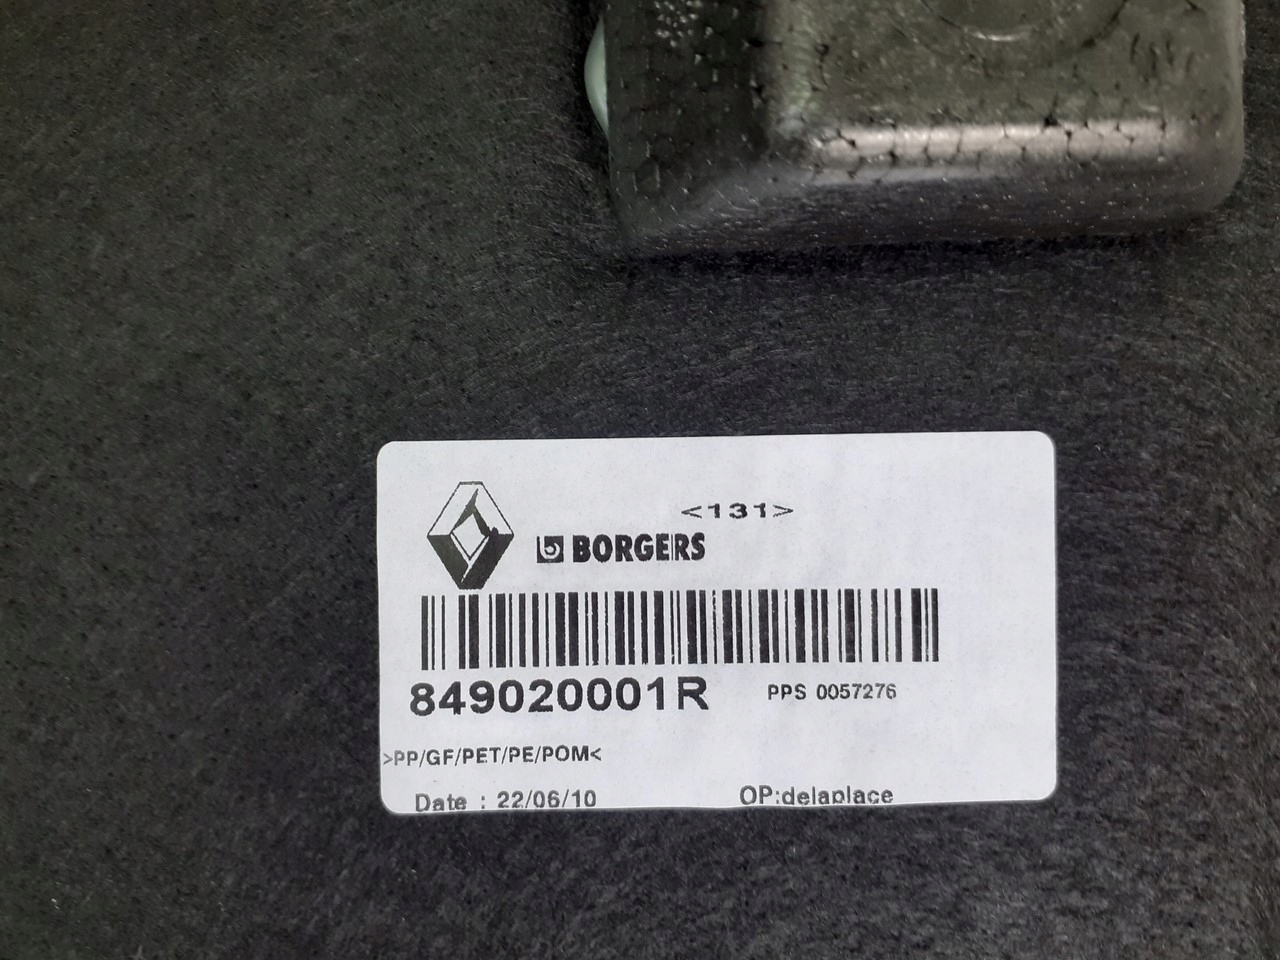 <131>
BORGERS
849020001R PPS 0057276
>PP/GF/PET/PE/POM<
Date : 22/06/10 OP:delaplace